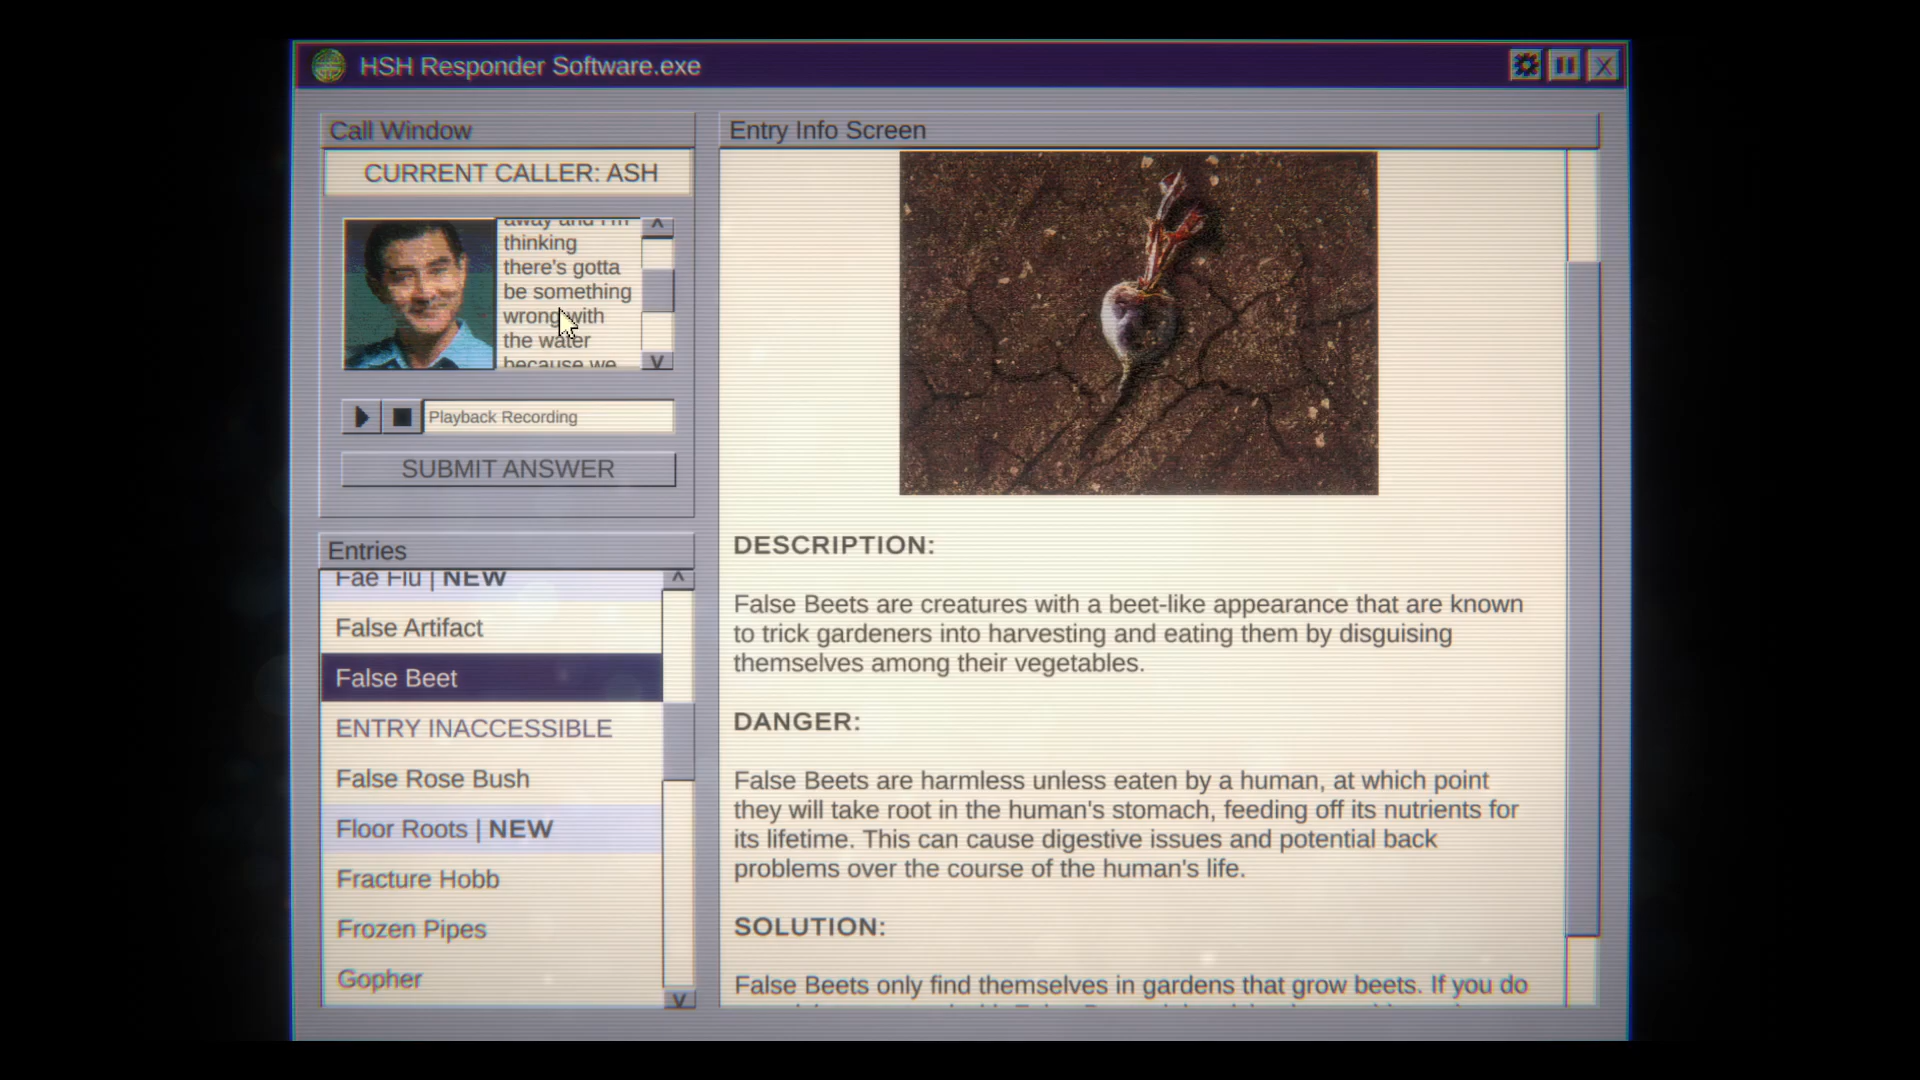 HSH Responder Software.exe
Call Window
CURRENT CALLER: ASH
away and I'm
thinking
there's gotta
be something
wrong with
the water
because we
Playback Recording
SUBMIT ANSWER
Entries
Fae Flu | NEW
False Artifact
False Beet
ENTRY INACCESSIBLE
False Rose Bush
Floor Roots | NEW
Fracture Hobb
Frozen Pipes
Gopher
Entry Info Screen
DESCRIPTION:
False Beets are creatures with a beet-like appearance that are known
to trick gardeners into harvesting and eating them by disguising
themselves among their vegetables.
DANGER:
False Beets are harmless unless eaten by a human, at which point
they will take root in the human's stomach, feeding off its nutrients for
its lifetime. This can cause digestive issues and potential back
problems over the course of the human's life.
SOLUTION:
False Beets only find themselves in gardens that grow beets. If you do